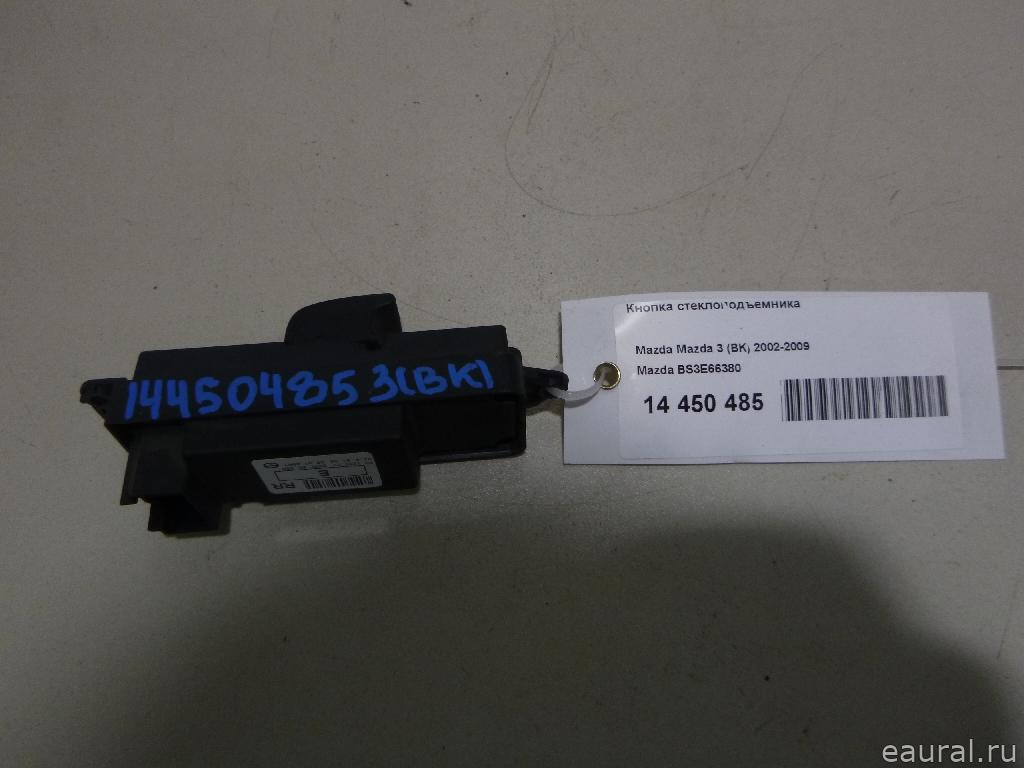 Кнопка стеклоподъемника
Mazda Mazda 3 (BK) 2002-2009
Mazda BS3E66380
14 450 485
14450485 3(BK)
RR
E
eaural.ru